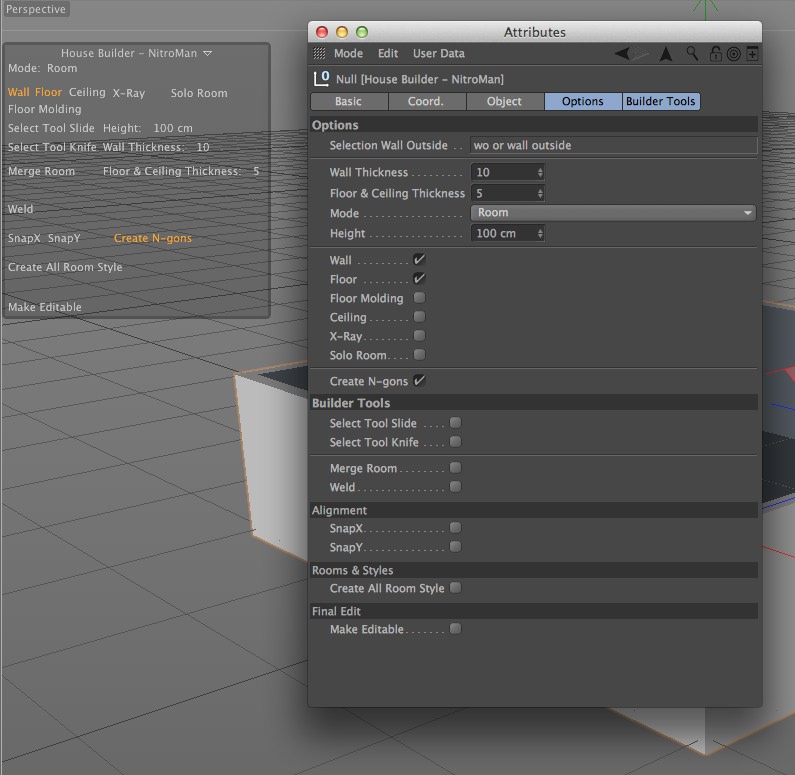 Perspective
House Builder - NitroMan
Mode: Room
Wall Floor Ceiling X-Ray Solo Room
Floor Molding
Select Tool Slide Height: 100 cm
Select Tool Knife Wall Thickness: 10
Merge Room Floor & Ceiling Thickness: 5
Weld
SnapX SnapY Create N-gons
Create All Room Style
Make Editable
Attributes
Mode Edit User Data
Null [House Builder - NitroMan]
Basic Coord. Object Options Builder Tools
Options
Selection Wall Outside . . wo or wall outside
Wall Thickness . . . . . . . . 10
Floor & Ceiling Thickness 5
Mode . . . . . . . . . . . . . . . Room
Height . . . . . . . . . . . . . . 100 cm
Wall . . . . . . . .
Floor . . . . . . . .
Floor Molding
Ceiling . . . . . . .
X-Ray . . . . . . .
Solo Room . . . .
Create N-gons
Builder Tools
Select Tool Slide . . . .
Select Tool Knife . . . .
Merge Room . . . . . . .
Weld . . . . . . . . . . . . .
Alignment
SnapX . . . . . . . . . . . .
SnapY . . . . . . . . . . . .
Rooms & Styles
Create All Room Style
Final Edit
Make Editable . . . . . .